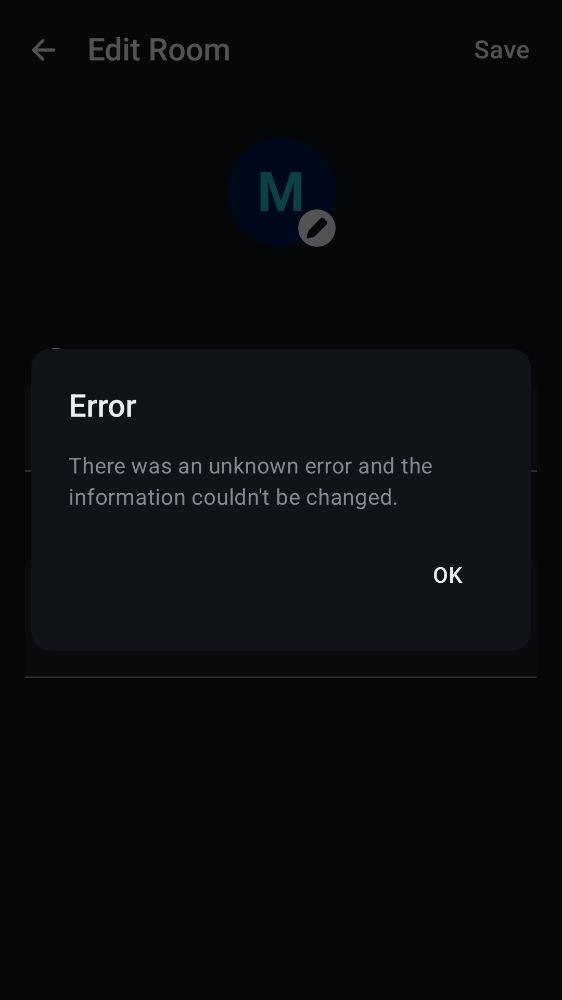 Edit Room
Save
M
Error
There was an unknown error and the
information couldn't be changed.
OK